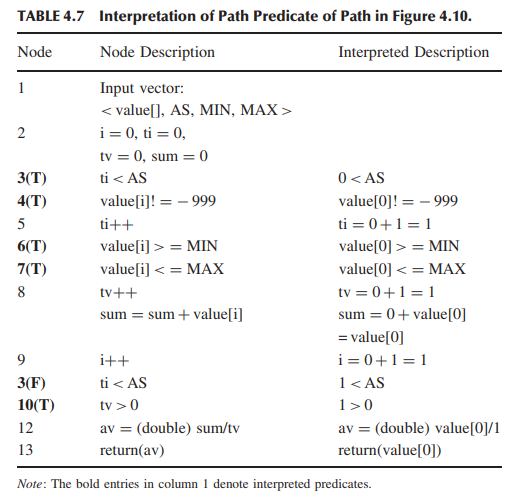 TABLE 4.7 Interpretation of Path Predicate of Path in Figure 4.10.
Node Node Description Interpreted Description
1 Input vector:
< value[], AS, MIN, MAX >
2 i = 0, ti = 0,
tv = 0, sum = 0
3(T) ti < AS 0 < AS
4(T) value[i]! = − 999 value[0]! = − 999
5 ti++ ti = 0 + 1 = 1
6(T) value[i] > = MIN value[0] > = MIN
7(T) value[i] < = MAX value[0] < = MAX
8 tv++ tv = 0 + 1 = 1
sum = sum + value[i] sum = 0 + value[0]
= value[0]
9 i++ i = 0 + 1 = 1
3(F) ti < AS 1 < AS
10(T) tv > 0 1 > 0
12 av = (double) sum/tv av = (double) value[0]/1
13 return(av) return(value[0])
Note: The bold entries in column 1 denote interpreted predicates.